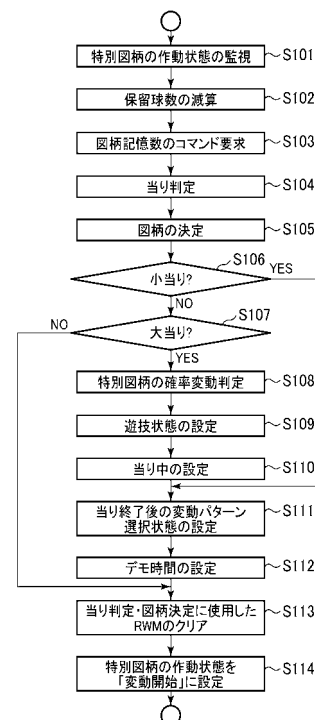 特別図柄の作動状態の監視 S101
保留球数の減算 S102
図柄記憶数のコマンド要求 S103
当り判定 S104
図柄の決定 S105
S106
小当り? YES
NO
S107
NO 大当り?
YES
特別図柄の確率変動判定 S108
遊技状態の設定 S109
当り中の設定 S110
当り終了後の変動パターン S111
選択状態の設定
デモ時間の設定 S112
当り判定・図柄決定に使用した S113
RWMのクリア
特別図柄の作動状態を S114
「変動開始」に設定